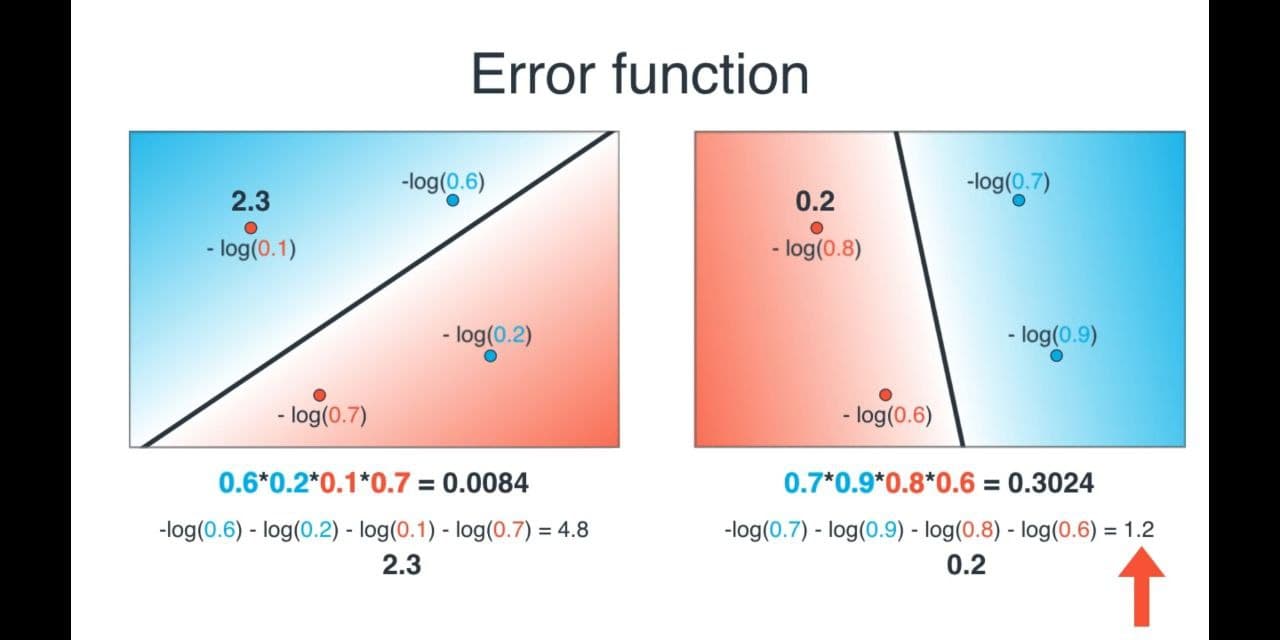 Error function
-log(0.6)
2.3
- log(0.1)
- log(0.2)
- log(0.7)
0.6*0.2*0.1*0.7 = 0.0084
-log(0.6) - log(0.2) - log(0.1) - log(0.7) = 4.8
2.3
-log(0.7)
0.2
- log(0.8)
- log(0.9)
- log(0.6)
0.7*0.9*0.8*0.6 = 0.3024
-log(0.7) - log(0.9) - log(0.8) - log(0.6) = 1.2
0.2